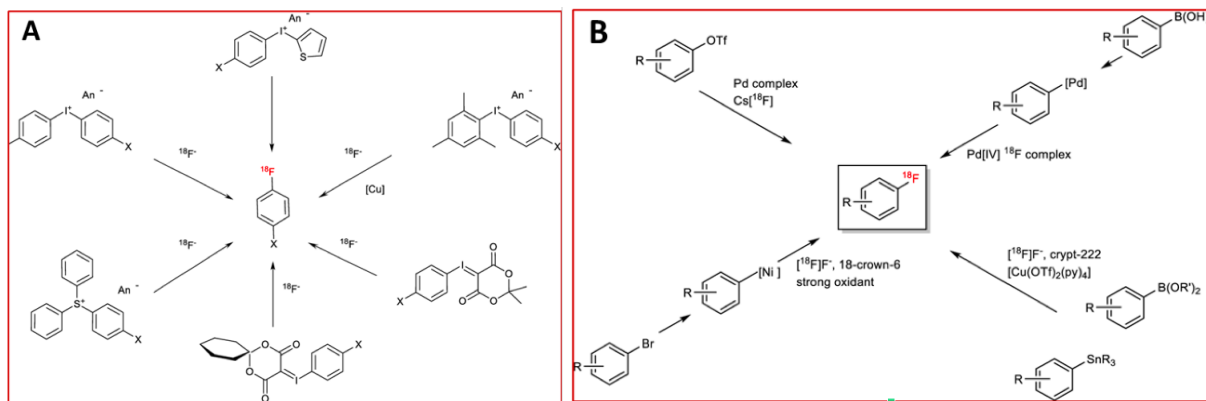 A
An -
I+
S
X
An -
I+
X
18F-
An -
I+
X
18F-
[Cu]
18F
X
18F-
An -
S+
X
18F-
I
O
O
O
O
X
18F-
O
O
O
O
I
X
B
OTf
R
Pd complex
Cs[18F]
B(OH
R
[Pd]
R
Pd[IV] 18F complex
18F
R
[Ni ]
R
[18F]F-, 18-crown-6
strong oxidant
Br
R
[18F]F-, crypt-222
[Cu(OTf)2(py)4]
B(OR')2
R
SnR3
R